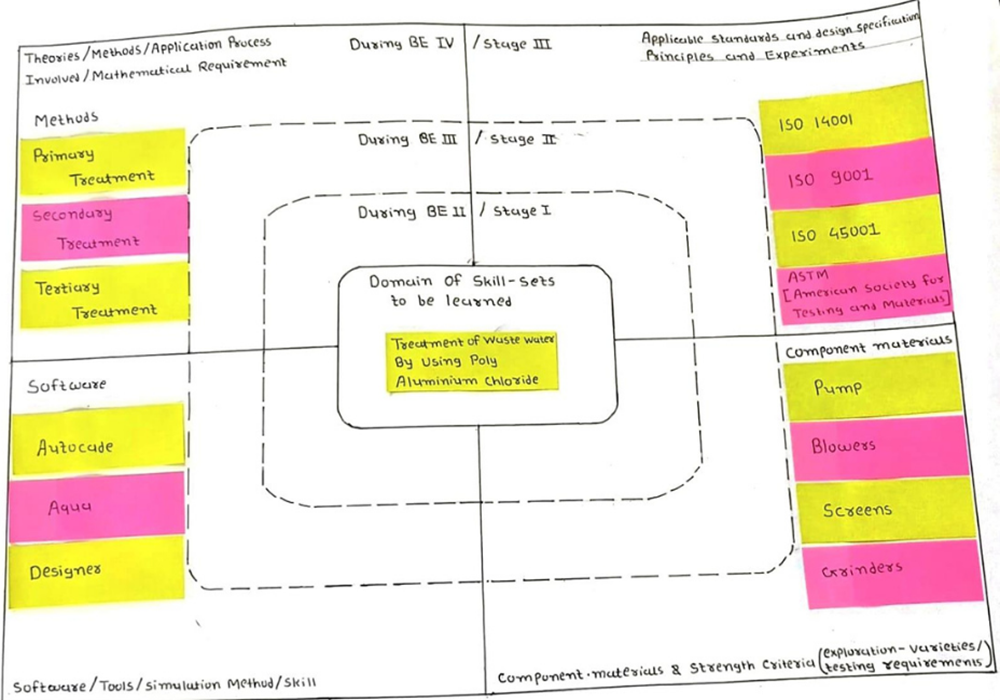 Theories/Methods/Application Process
Involved/Mathematical Requirement
During BE IV / Stage III
Applicable standards and design specification
Principles and Experiments
Methods
Primary
Treatment
Secondary
Treatment
Tertiary
Treatment
During BE III / Stage II
During BE II / Stage I
Domain of Skill-Sets
to be learned
Treatment of Waste water
By Using Poly
Aluminium Chloride
ISO 14001
ISO 9001
ISO 45001
ASTM
[American Society for
Testing and Materials]
Software
Autocade
Aqua
Designer
Component materials
Pump
Blowers
Screens
Grinders
Software/Tools/Simulation Method/Skill
Component-materials & Strength Criteria (exploration-varieties/
testing requirements)